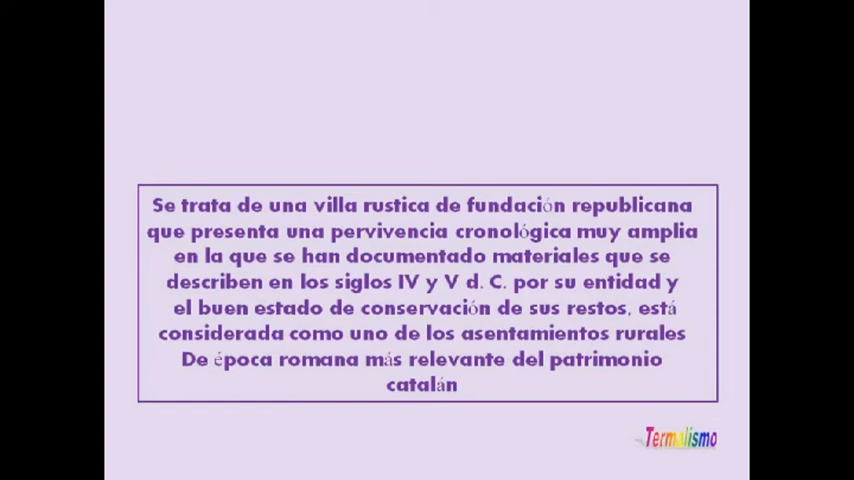 Se trata de una villa rustica de fundación republicana
que presenta una pervivencia cronológica muy amplia
en la que se han documentado materiales que se
describen en los siglos IV y V d. C. por su entidad y
el buen estado de conservación de sus restos, está
considerada como uno de los asentamientos rurales
De época romana más relevante del patrimonio
catalán
Termalismo